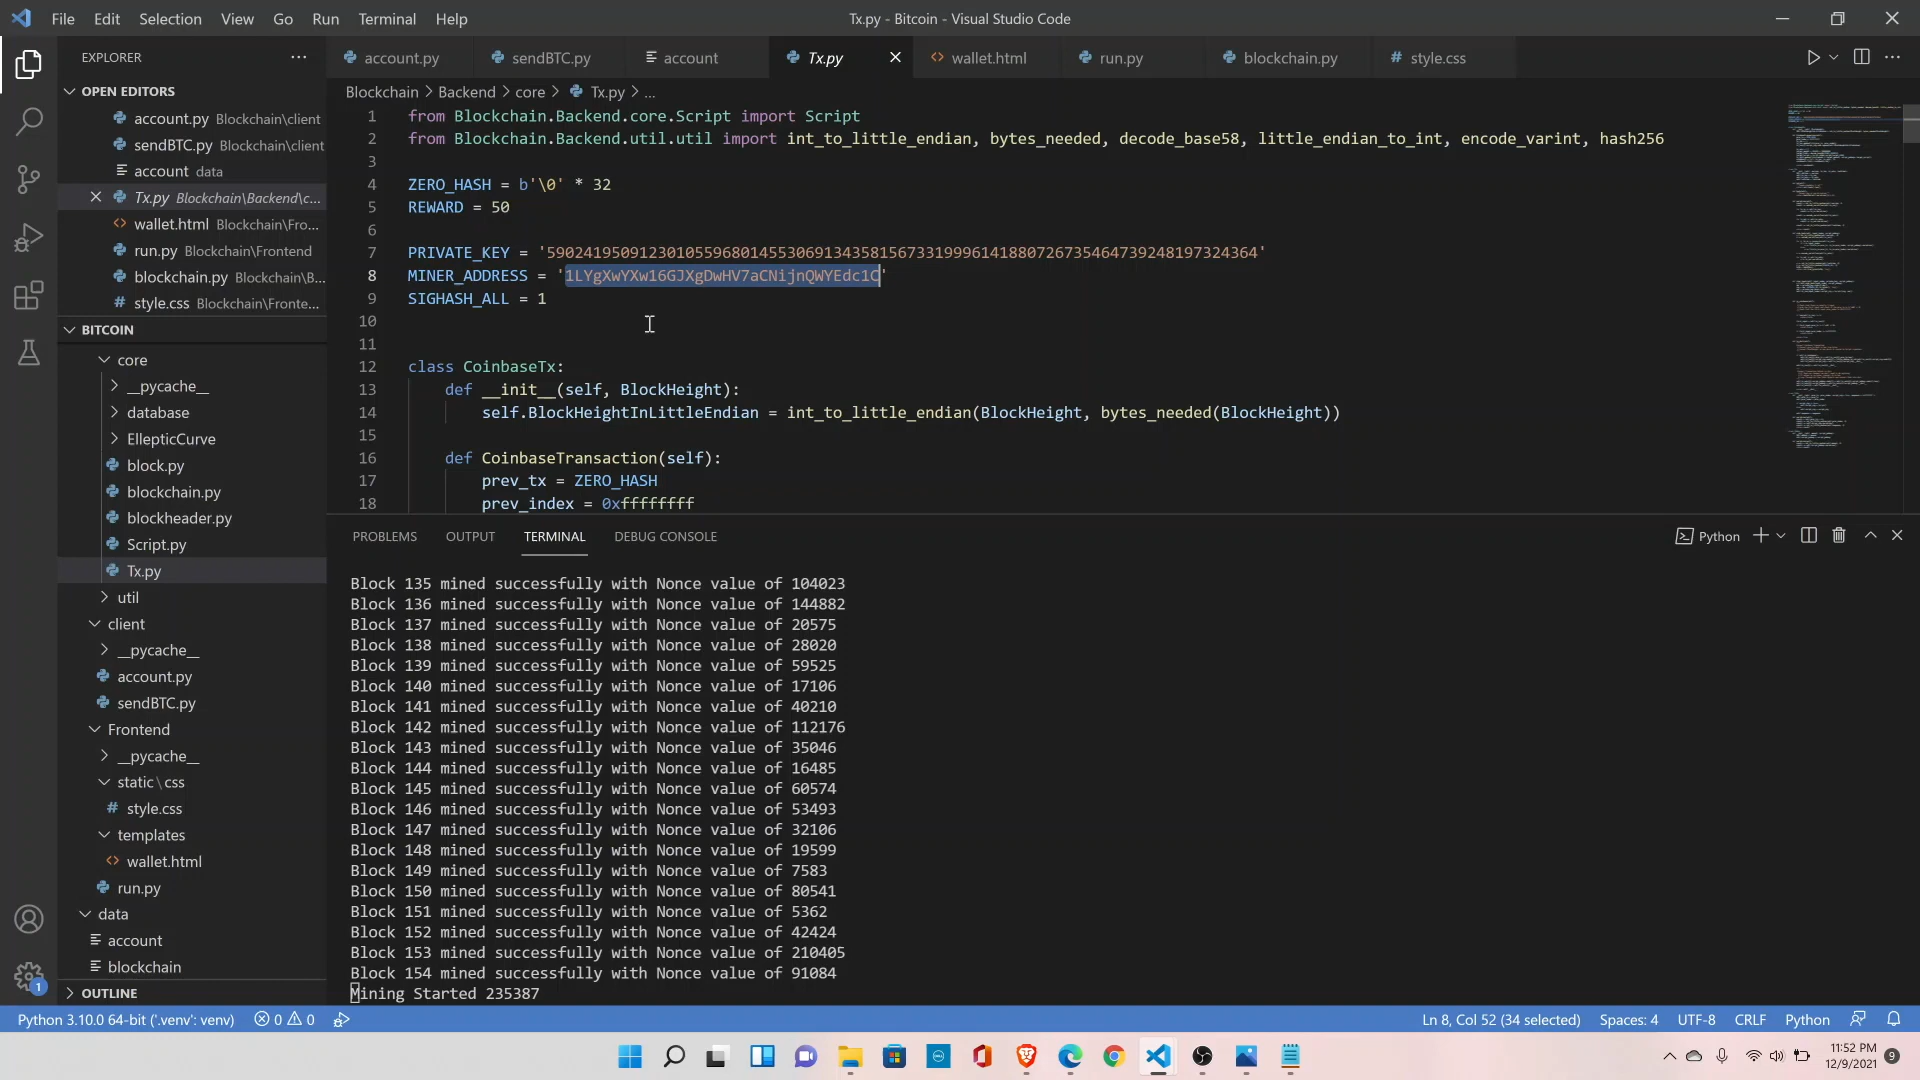 File Edit Selection View Go Run Terminal Help
Tx.py - Bitcoin - Visual Studio Code
EXPLORER
account.py sendBTC.py account Tx.py wallet.html run.py blockchain.py style.css
OPEN EDITORS
account.py Blockchain\client
sendBTC.py Blockchain\client
account data
Tx.py Blockchain\Backend\c...
wallet.html Blockchain\Fro...
run.py Blockchain\Frontend
blockchain.py Blockchain\B...
style.css Blockchain\Fronte...
BITCOIN
core
__pycache__
database
EllepticCurve
block.py
blockchain.py
blockheader.py
Script.py
Tx.py
util
client
__pycache__
account.py
sendBTC.py
Frontend
__pycache__
static\css
style.css
templates
wallet.html
run.py
data
account
blockchain
OUTLINE
Blockchain > Backend > core > Tx.py > ...
1 from Blockchain.Backend.core.Script import Script
2 from Blockchain.Backend.util.util import int_to_little_endian, bytes_needed, decode_base58, little_endian_to_int, encode_varint, hash256
3
4 ZERO_HASH = b'\0' * 32
5 REWARD = 50
6
7 PRIVATE_KEY = '59024195091230105596801455306913435815673319996141880726735464739248197324364'
8 MINER_ADDRESS = '1LYgXwYXw16GJXgDwHV7aCNijnQWYEdc1C'
9 SIGHASH_ALL = 1
10
11
12 class CoinbaseTx:
13 def __init__(self, BlockHeight):
14 self.BlockHeightInLittleEndian = int_to_little_endian(BlockHeight, bytes_needed(BlockHeight))
15
16 def CoinbaseTransaction(self):
17 prev_tx = ZERO_HASH
18 prev_index = 0xffffffff
PROBLEMS OUTPUT TERMINAL DEBUG CONSOLE
Python
Block 135 mined successfully with Nonce value of 104023
Block 136 mined successfully with Nonce value of 144882
Block 137 mined successfully with Nonce value of 20575
Block 138 mined successfully with Nonce value of 28020
Block 139 mined successfully with Nonce value of 59525
Block 140 mined successfully with Nonce value of 17106
Block 141 mined successfully with Nonce value of 40210
Block 142 mined successfully with Nonce value of 112176
Block 143 mined successfully with Nonce value of 35046
Block 144 mined successfully with Nonce value of 16485
Block 145 mined successfully with Nonce value of 60574
Block 146 mined successfully with Nonce value of 53493
Block 147 mined successfully with Nonce value of 32106
Block 148 mined successfully with Nonce value of 19599
Block 149 mined successfully with Nonce value of 7583
Block 150 mined successfully with Nonce value of 80541
Block 151 mined successfully with Nonce value of 5362
Block 152 mined successfully with Nonce value of 42424
Block 153 mined successfully with Nonce value of 210405
Block 154 mined successfully with Nonce value of 91084
Mining Started 235387
1
Python 3.10.0 64-bit ('.venv': venv) 0 0
Ln 8, Col 52 (34 selected) Spaces: 4 UTF-8 CRLF Python
11:52 PM
12/9/2021
9